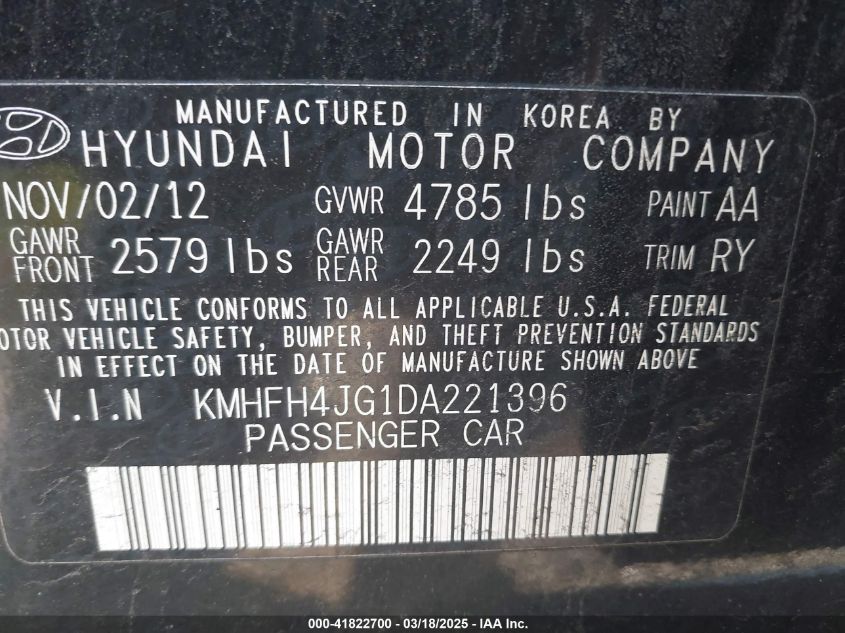 MANUFACTURED IN KOREA BY
HYUNDAI MOTOR COMPANY
NOV/02/12 GVWR 4785 lbs PAINT AA
GAWR FRONT 2579 lbs GAWR REAR 2249 lbs TRIM RY
THIS VEHICLE CONFORMS TO ALL APPLICABLE U.S.A. FEDERAL
OTOR VEHICLE SAFETY, BUMPER, AND THEFT PREVENTION STANDARDS
IN EFFECT ON THE DATE OF MANUFACTURE SHOWN ABOVE
V.I.N KMHFH4JG1DA221396
PASSENGER CAR
000-41822700 - 03/18/2025 - IAA Inc.